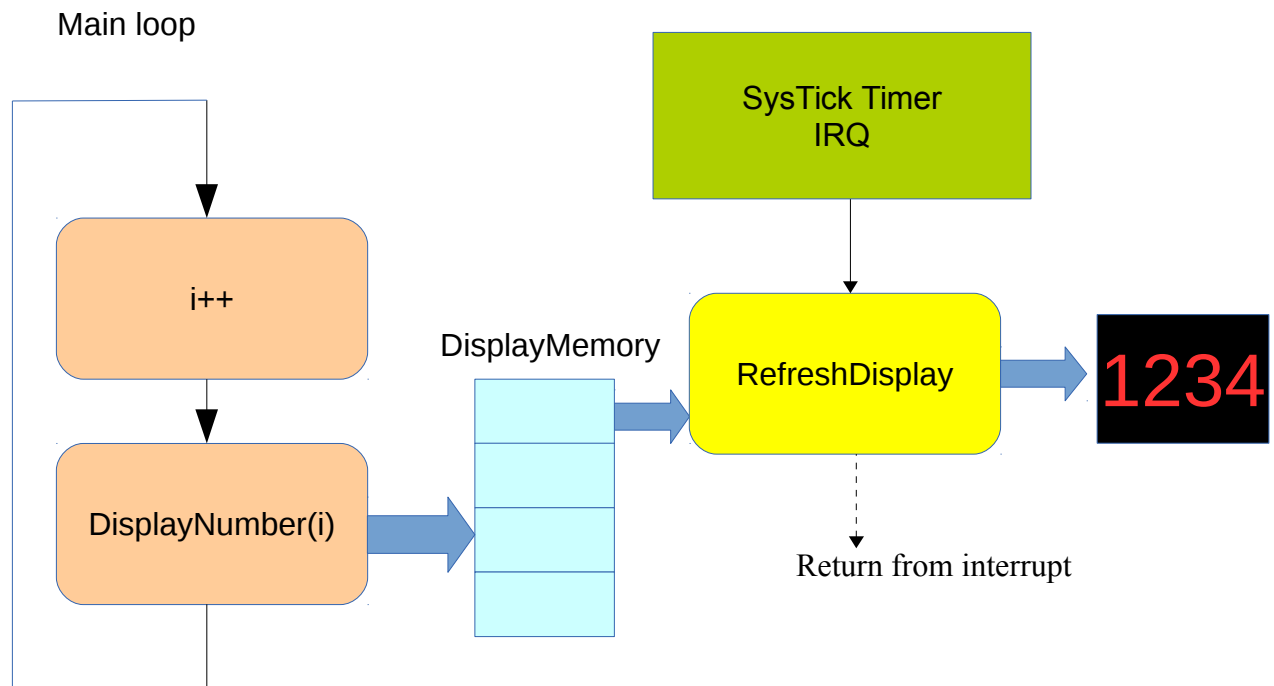 Main loop
SysTick Timer
IRQ
i++
DisplayMemory
RefreshDisplay
1234
DisplayNumber(i)
Return from interrupt